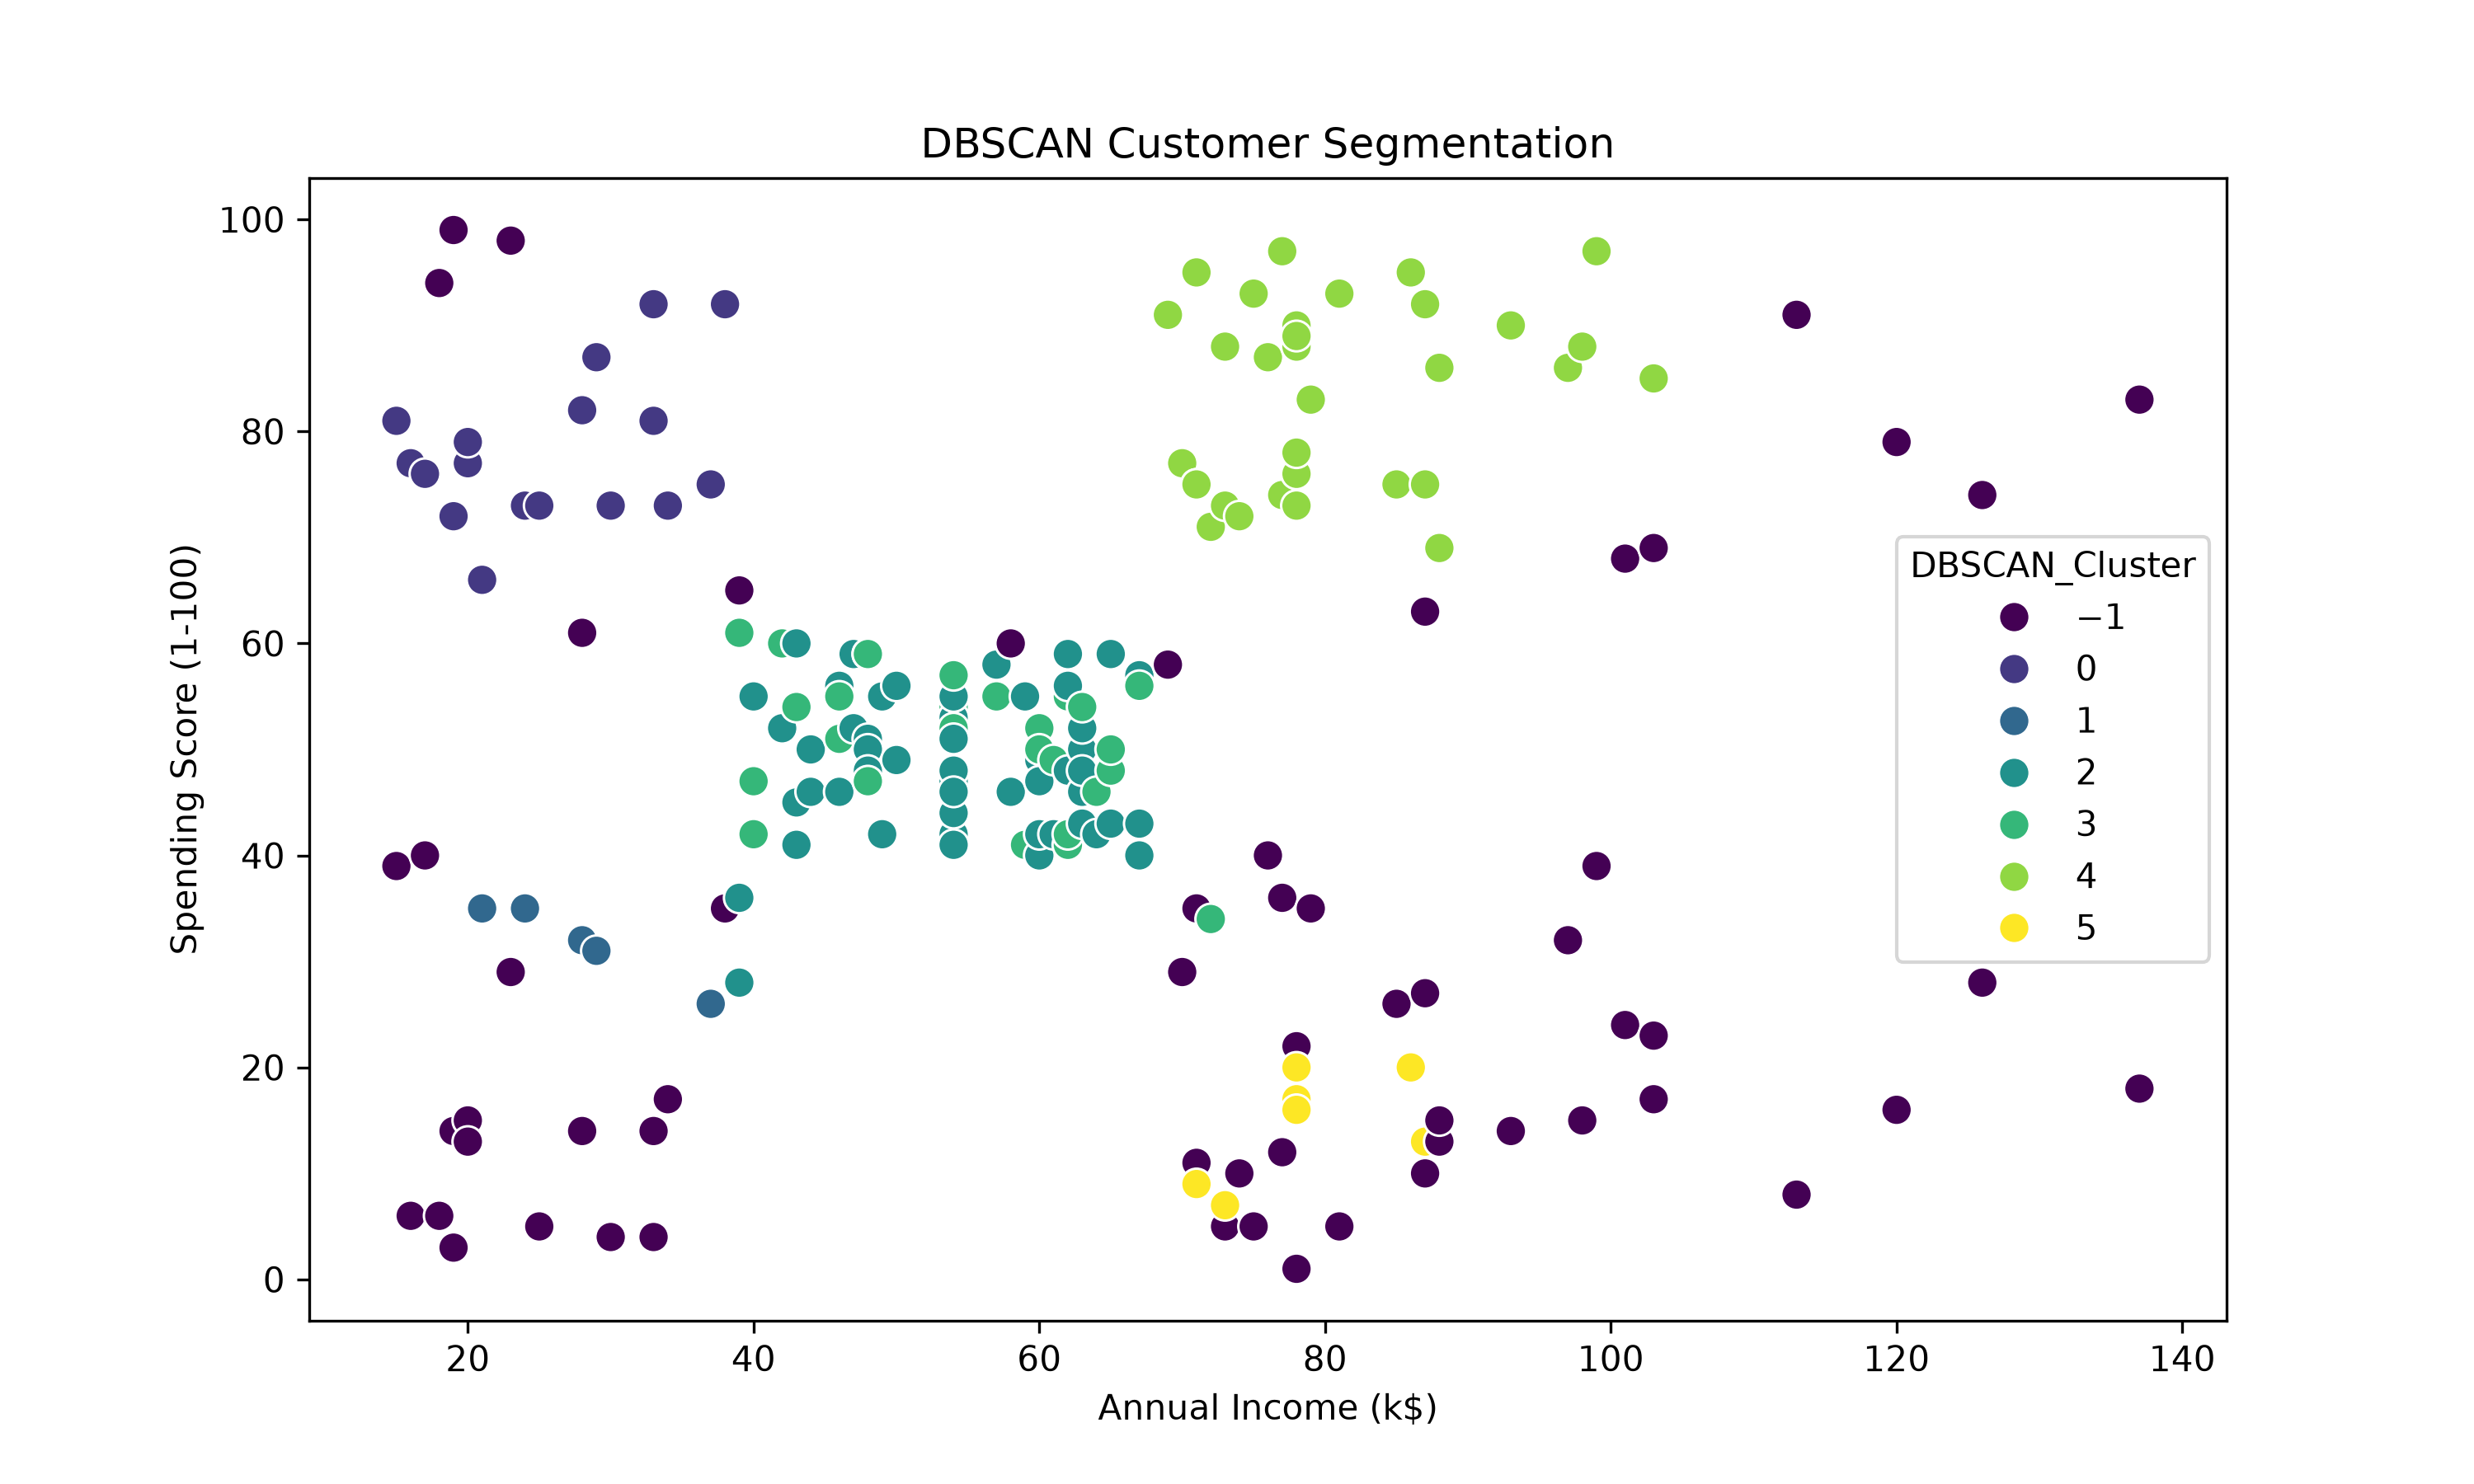 DBSCAN Customer Segmentation
100
80
60
40
20
0
Spending Score (1-100)
DBSCAN_Cluster
−1
0
1
2
3
4
5
20 40 60 80 100 120 140
Annual Income (k$)